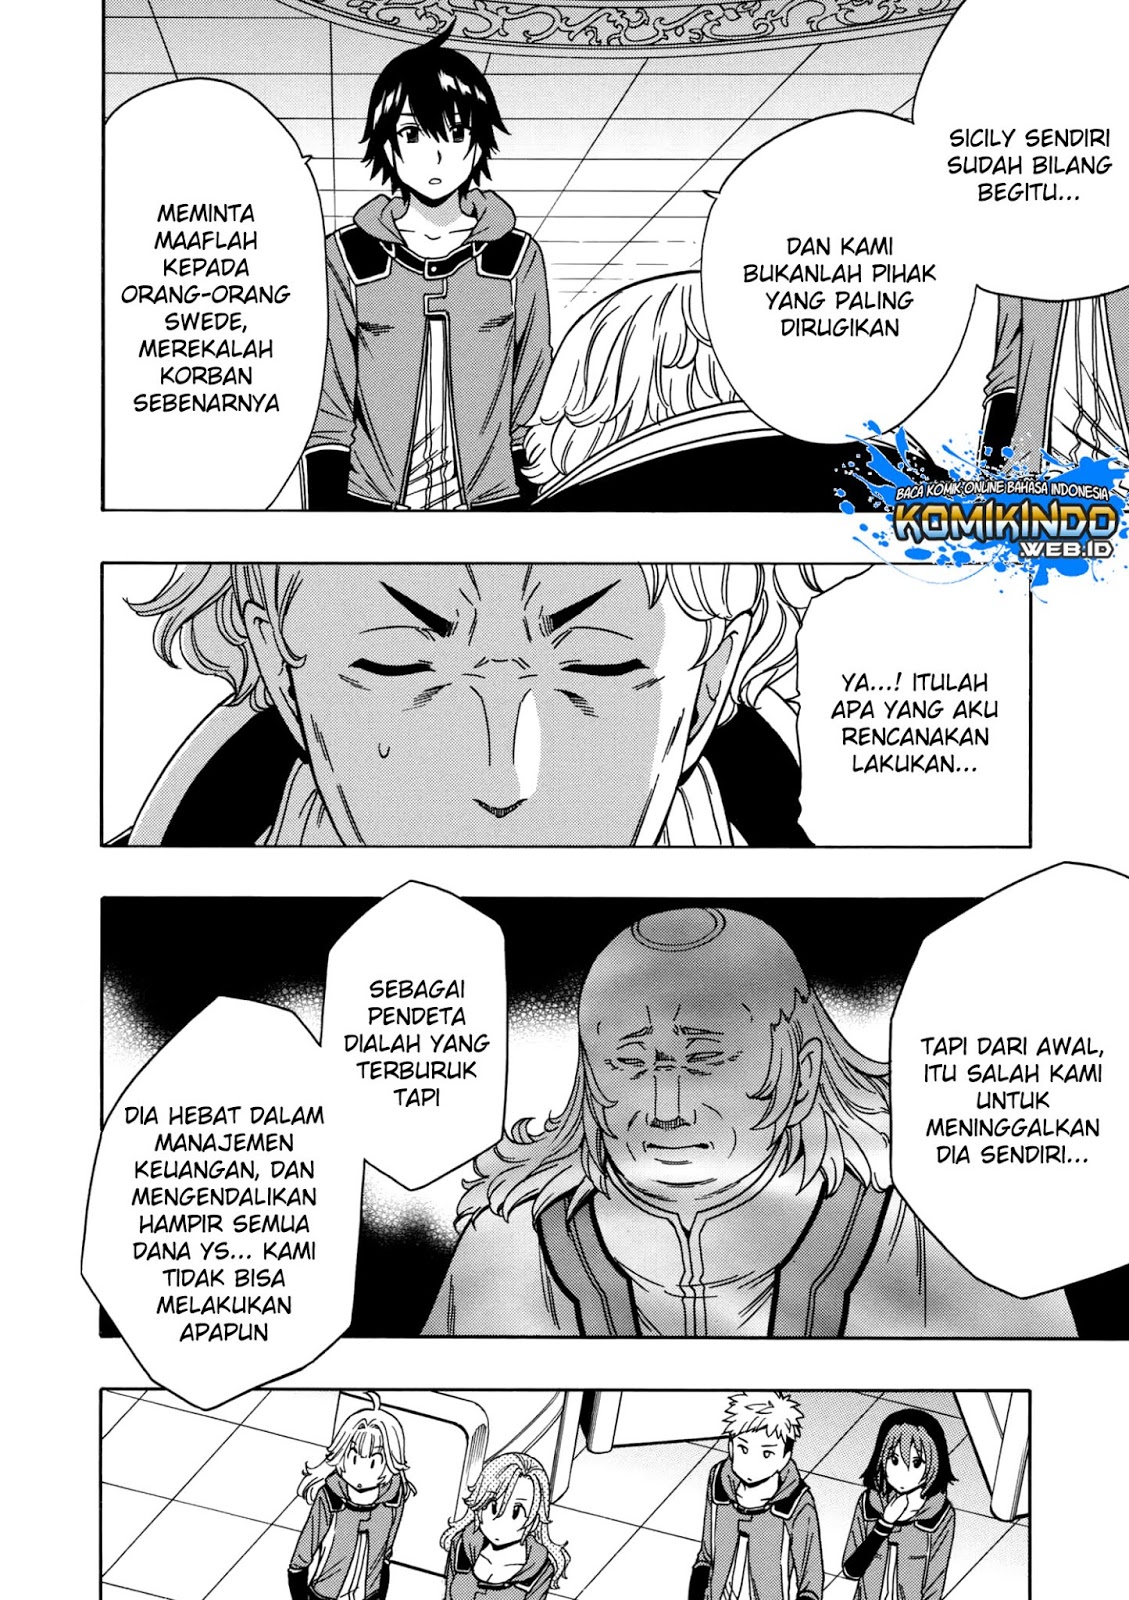 SICILY SENDIRI
SUDAH BILANG
BEGITU...
DAN KAMI
BUKANLAH PIHAK
YANG PALING
DIRUGIKAN
MEMINTA
MAAFLAH
KEPADA
ORANG-ORANG
SWEDE,
MEREKALAH
KORBAN
SEBENARNYA
BACA KOMIK ONLINE BAHASA INDONESIA
KOMIKINDO
.WEB.ID
YA...! ITULAH
APA YANG AKU
RENCANAKAN
LAKUKAN...
TAPI DARI AWAL,
ITU SALAH KAMI
UNTUK
MENINGGALKAN
DIA SENDIRI...
SEBAGAI
PENDETA
DIALAH YANG
TERBURUK
TAPI
DIA HEBAT DALAM
MANAJEMEN
KEUANGAN, DAN
MENGENDALIKAN
HAMPIR SEMUA
DANA YS... KAMI
TIDAK BISA
MELAKUKAN
APAPUN